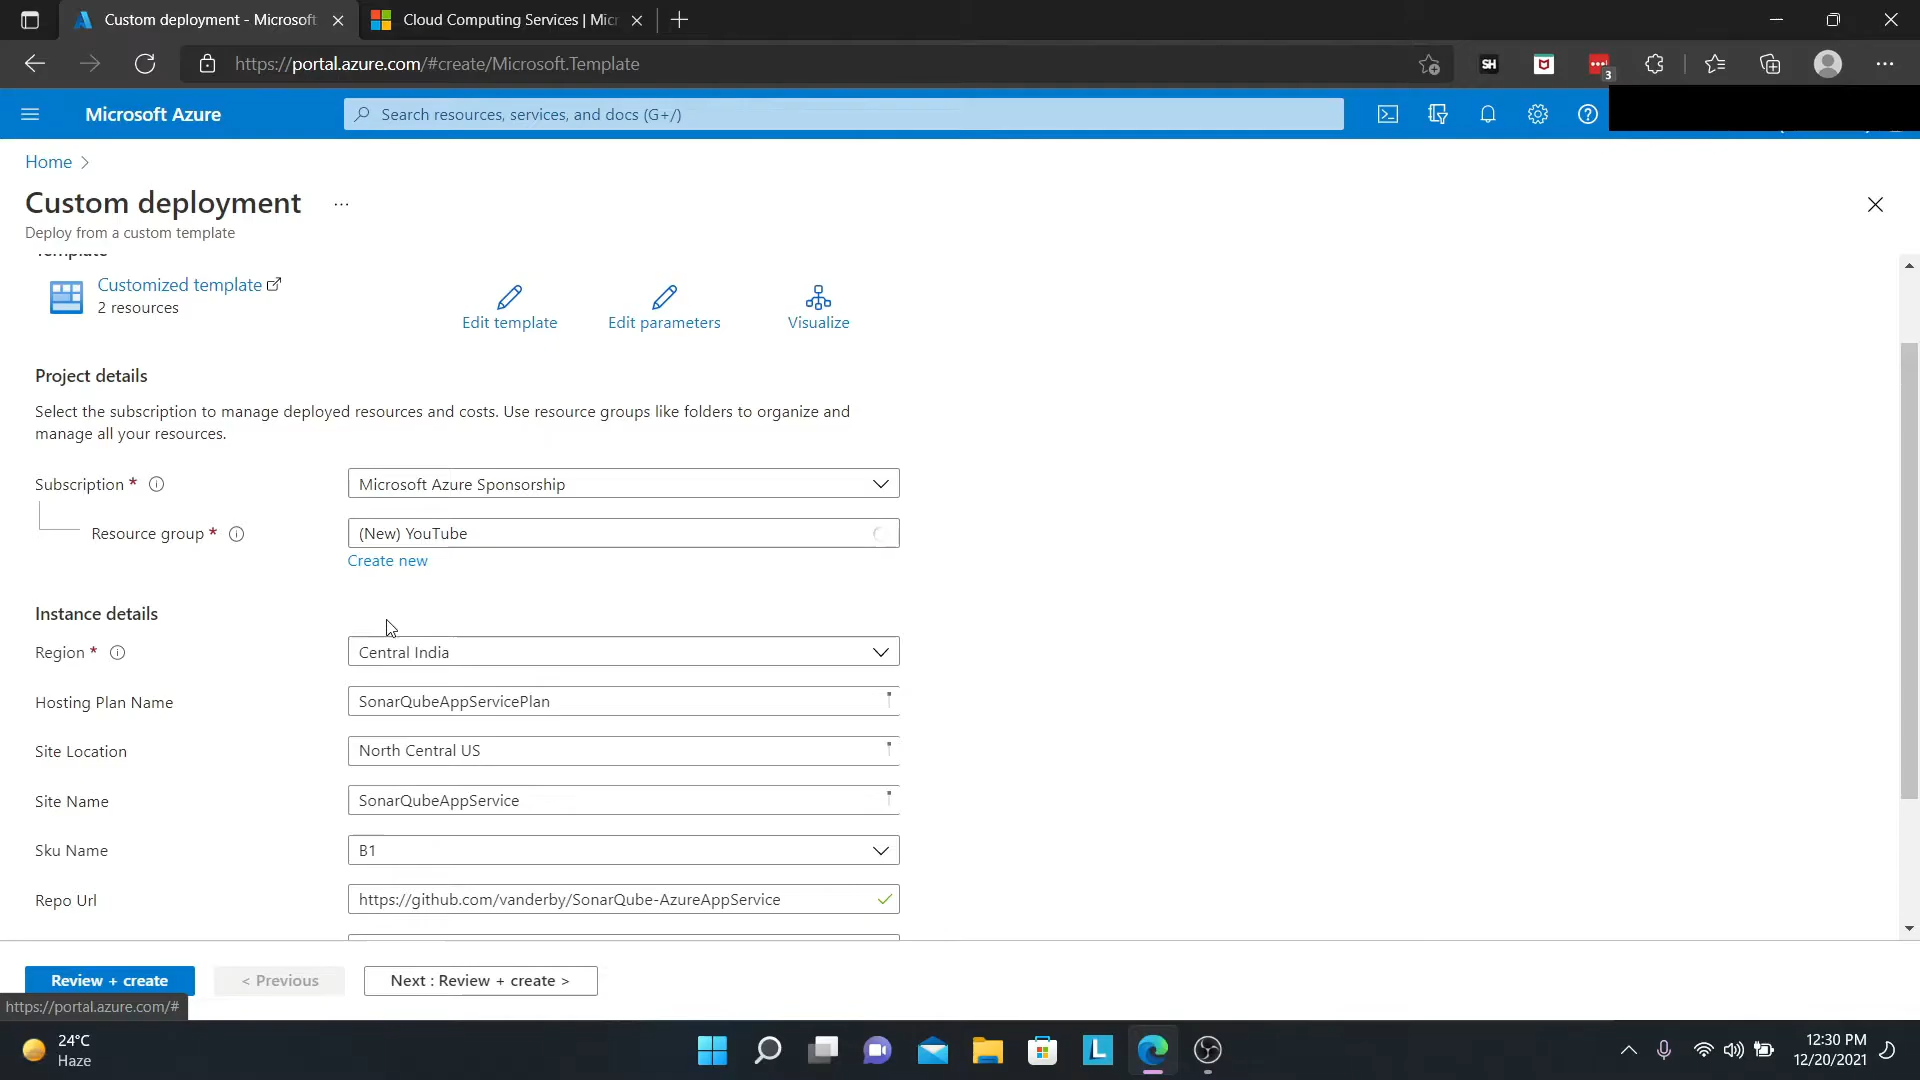 Custom deployment - Microsoft
Cloud Computing Services | Micr
https://portal.azure.com/#create/Microsoft.Template
SH
3
Microsoft Azure
Search resources, services, and docs (G+/)
Home >
Custom deployment ...
Deploy from a custom template
Template
Customized template
2 resources
Edit template
Edit parameters
Visualize
Project details
Select the subscription to manage deployed resources and costs. Use resource groups like folders to organize and
manage all your resources.
Subscription *
Microsoft Azure Sponsorship
Resource group *
(New) YouTube
Create new
Instance details
Region *
Central India
Hosting Plan Name
SonarQubeAppServicePlan
Site Location
North Central US
Site Name
SonarQubeAppService
Sku Name
B1
Repo Url
https://github.com/vanderby/SonarQube-AzureAppService
Review + create
< Previous
Next : Review + create >
https://portal.azure.com/#
24°C
Haze
L
12:30 PM
12/20/2021